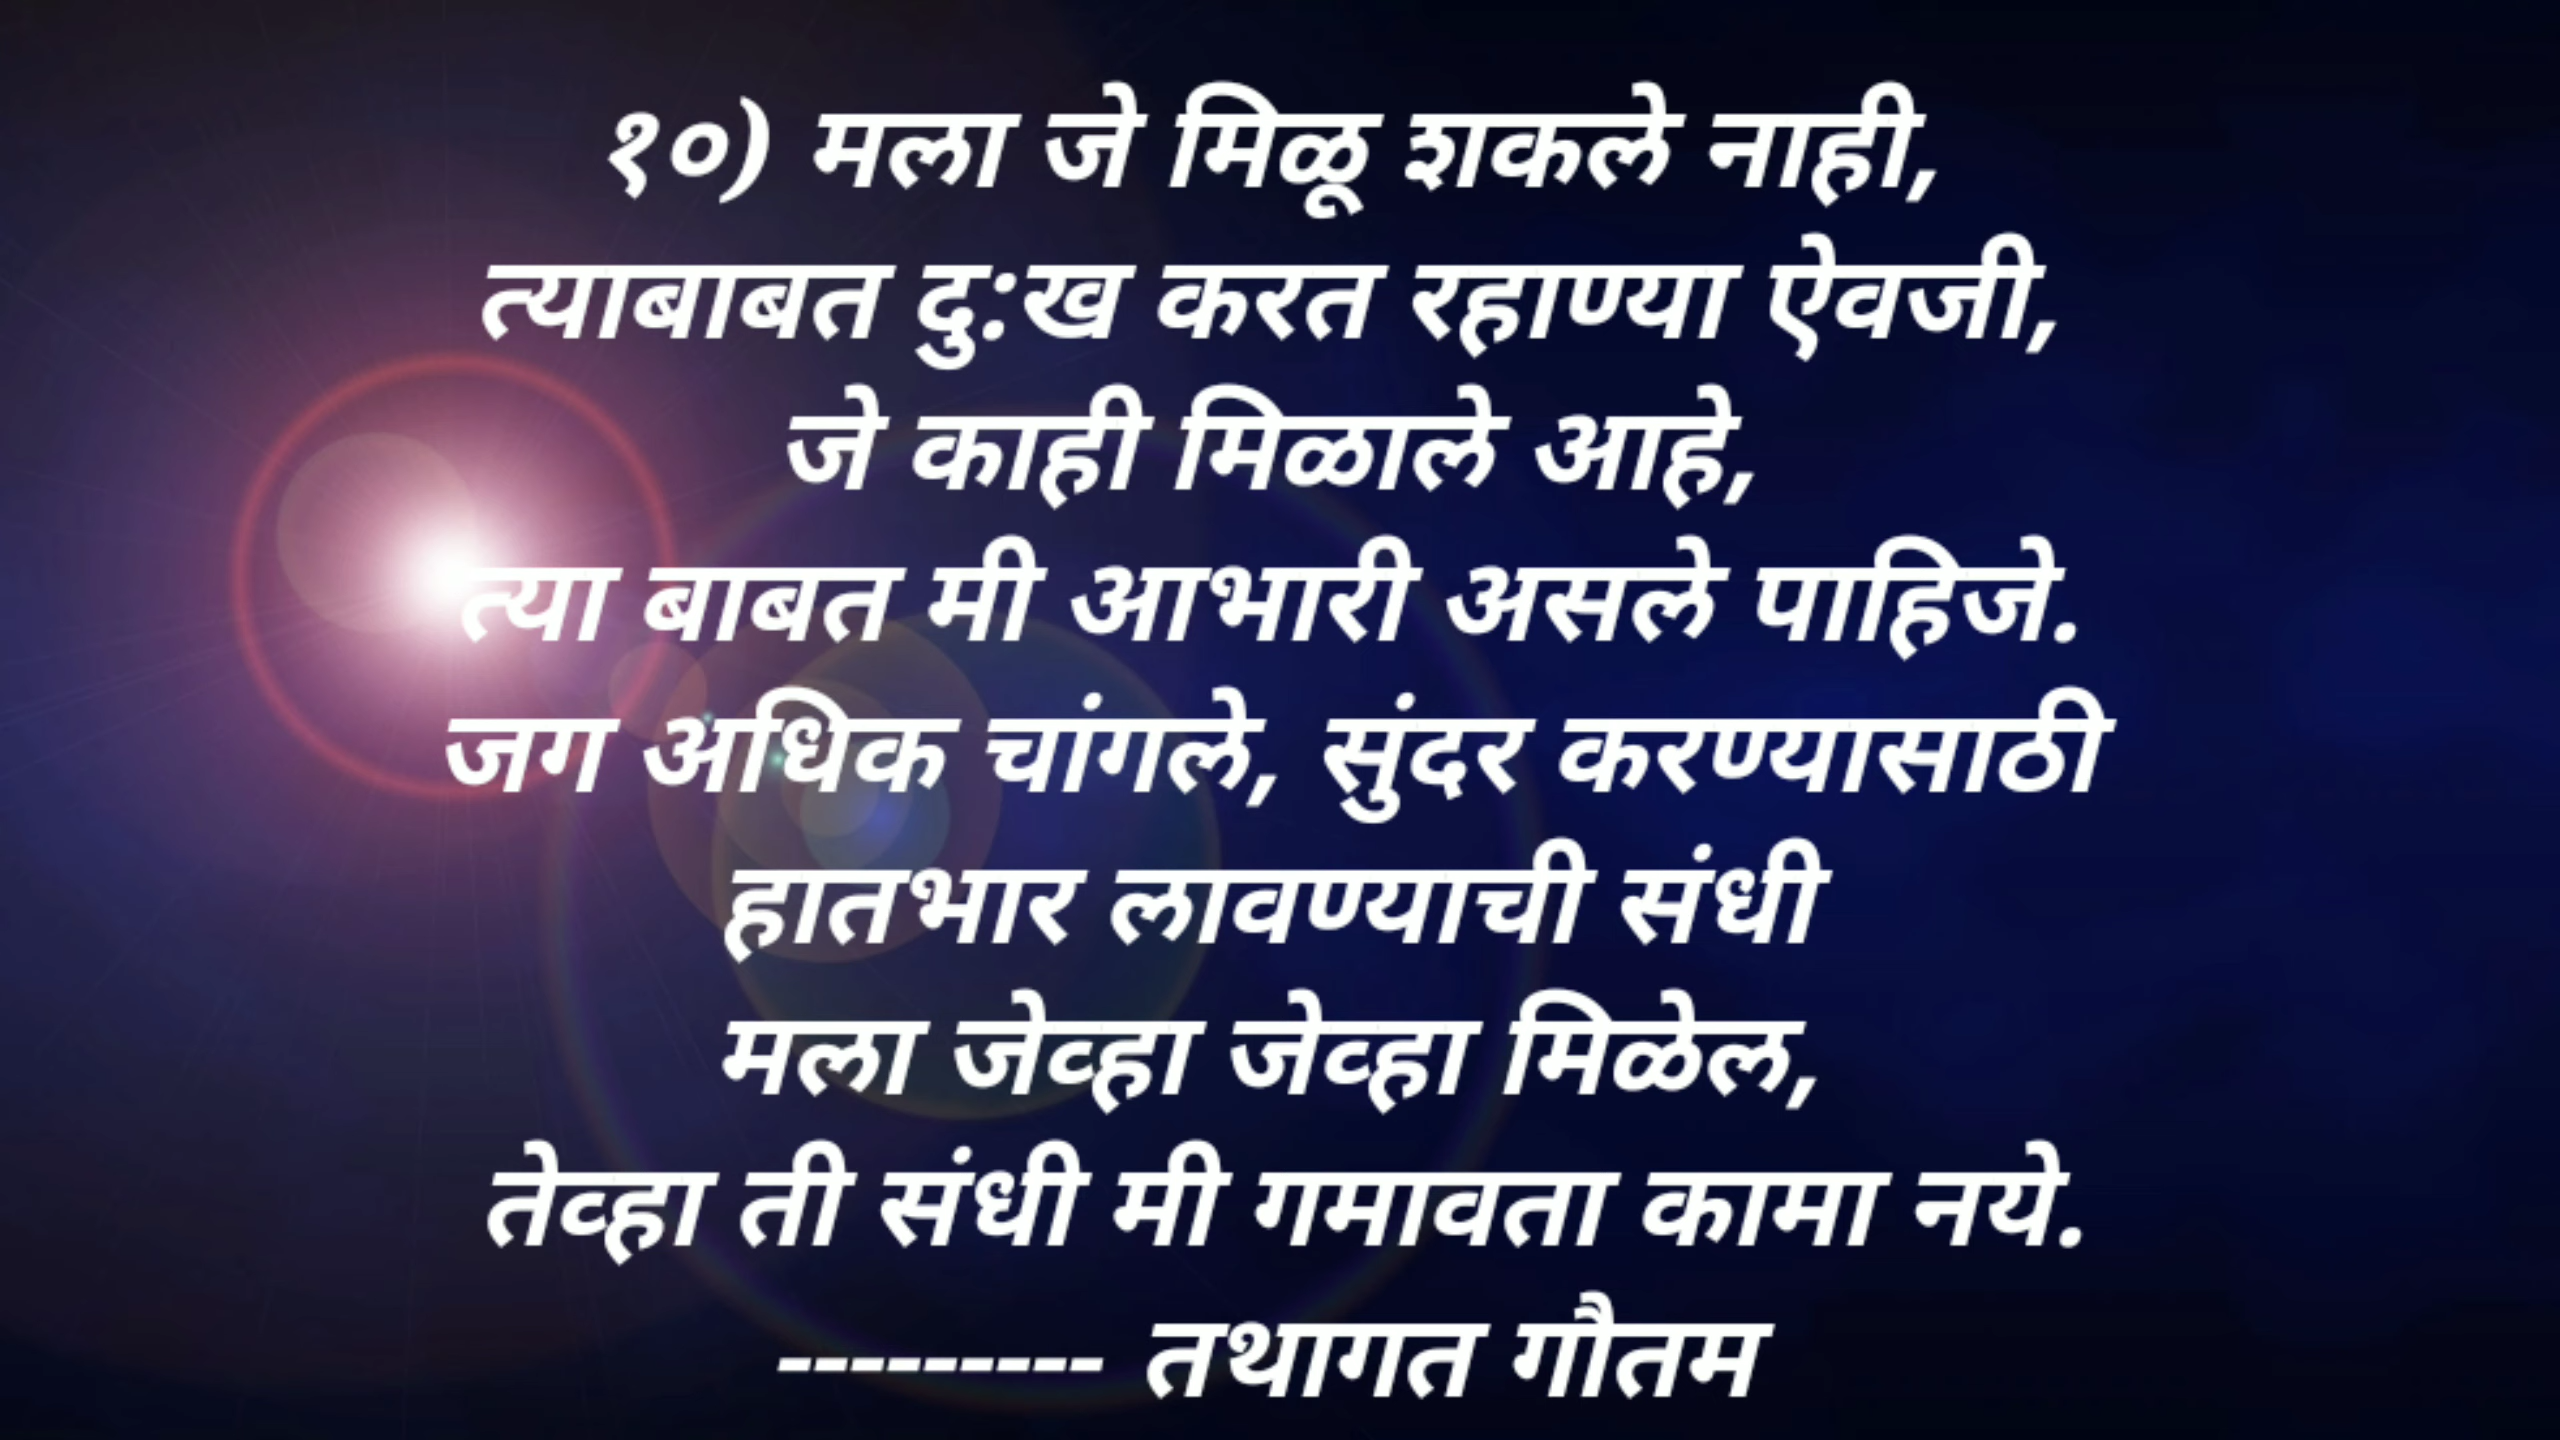 १०) मला जे मिळू शकले नाही,
त्याबाबत दु:ख करत रहाण्या ऐवजी,
जे काही मिळाले आहे,
त्या बाबत मी आभारी असले पाहिजे.
जग अधिक चांगले, सुंदर करण्यासाठी
हातभार लावण्याची संधी
मला जेव्हा जेव्हा मिळेल,
तेव्हा ती संधी मी गमावता कामा नये.
--------- तथागत गौतम